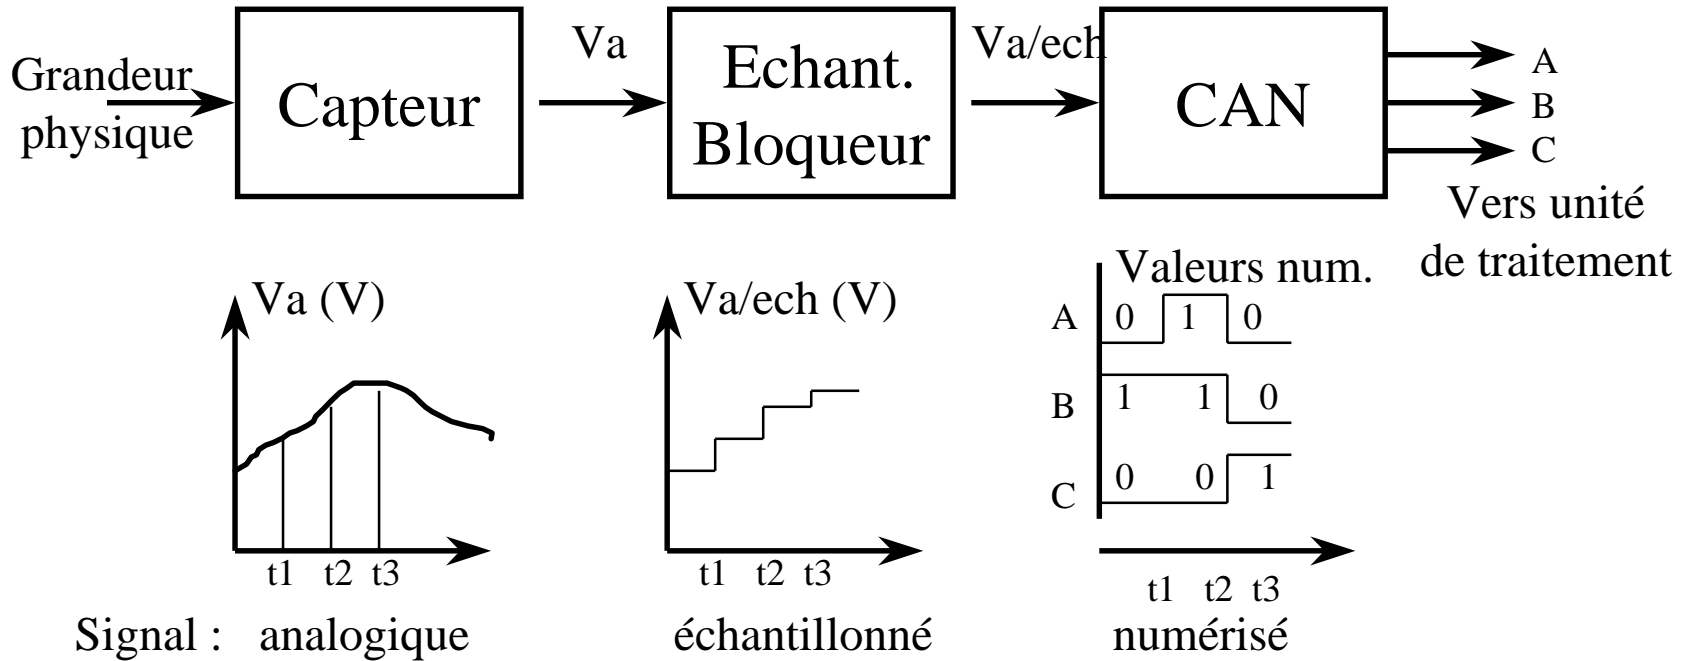 Grandeur
physique
Capteur
Va
Echant.
Bloqueur
Va/ech
CAN
A
B
C
Vers unité
de traitement
Va (V)
t1 t2 t3
Va/ech (V)
t1 t2 t3
Valeurs num.
A 0 1 0
B 1 1 0
C 0 0 1
t1 t2 t3
Signal : analogique échantillonné numérisé